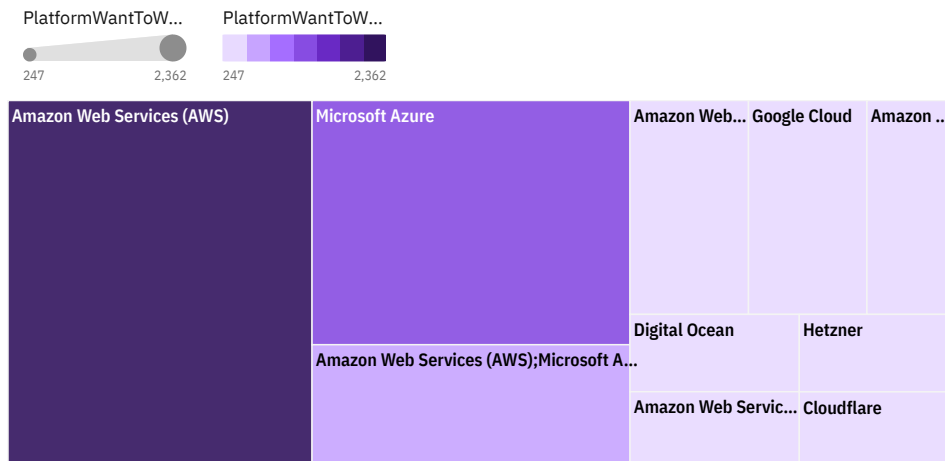 PlatformWantToW... PlatformWantToW...
247 2,362 247 2,362
Amazon Web Services (AWS)
Microsoft Azure
Amazon Web... Google Cloud Amazon ...
Amazon Web Services (AWS);Microsoft A...
Digital Ocean Hetzner
Amazon Web Servic... Cloudflare